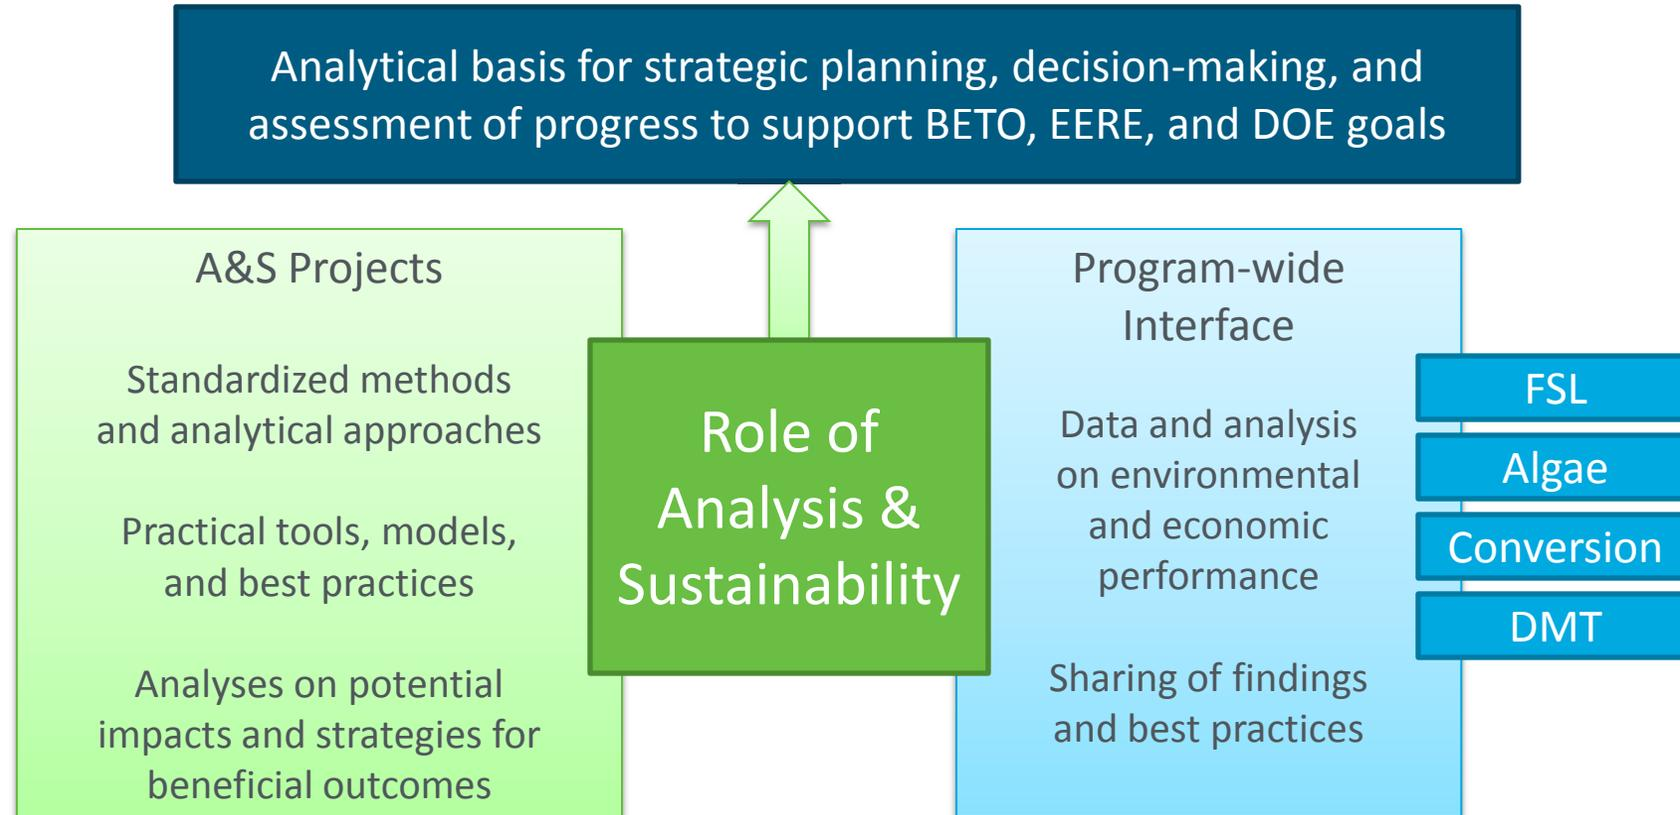 Analytical basis for strategic planning, decision-making, and
assessment of progress to support BETO, EERE, and DOE goals
A&S Projects
Standardized methods
and analytical approaches
Practical tools, models,
and best practices
Analyses on potential
impacts and strategies for
beneficial outcomes
Role of
Analysis &
Sustainability
Program-wide
Interface
Data and analysis
on environmental
and economic
performance
Sharing of findings
and best practices
FSL
Algae
Conversion
DMT